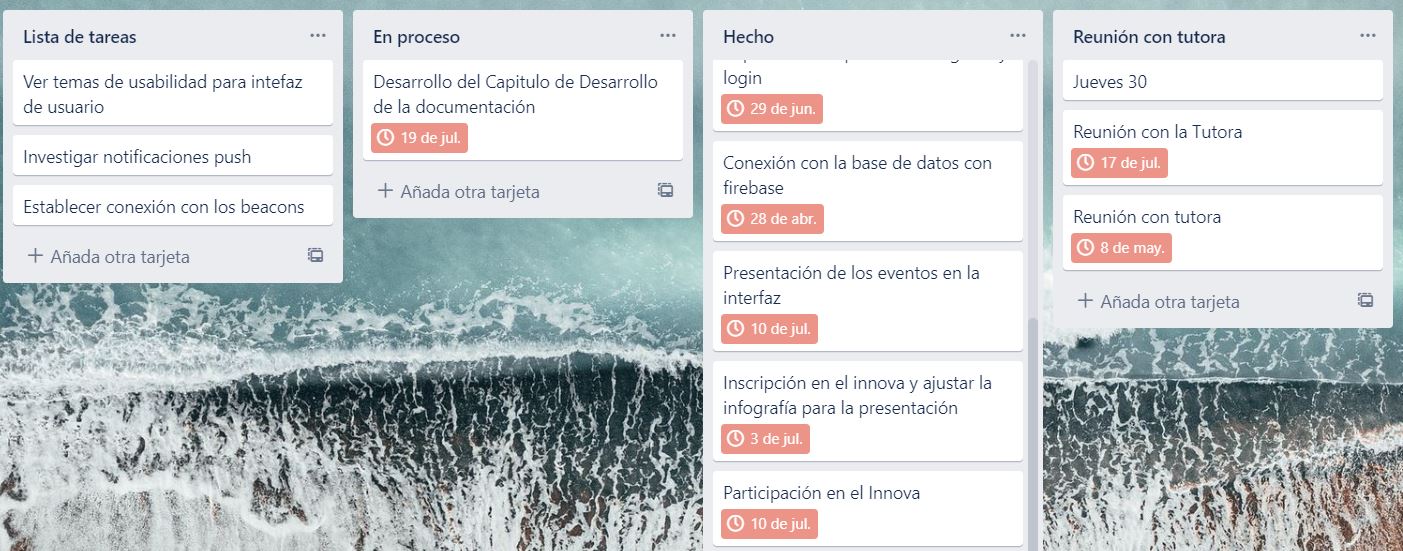 Lista de tareas
Ver temas de usabilidad para intefaz
de usuario
Investigar notificaciones push
Establecer conexión con los beacons
Añada otra tarjeta
En proceso
Desarrollo del Capitulo de Desarrollo
de la documentación
19 de jul.
Añada otra tarjeta
Hecho
login
29 de jun.
Conexión con la base de datos con
firebase
28 de abr.
Presentación de los eventos en la
interfaz
10 de jul.
Inscripción en el innova y ajustar la
infografía para la presentación
3 de jul.
Participación en el Innova
10 de jul.
Reunión con tutora
Jueves 30
Reunión con la Tutora
17 de jul.
Reunión con tutora
8 de may.
Añada otra tarjeta